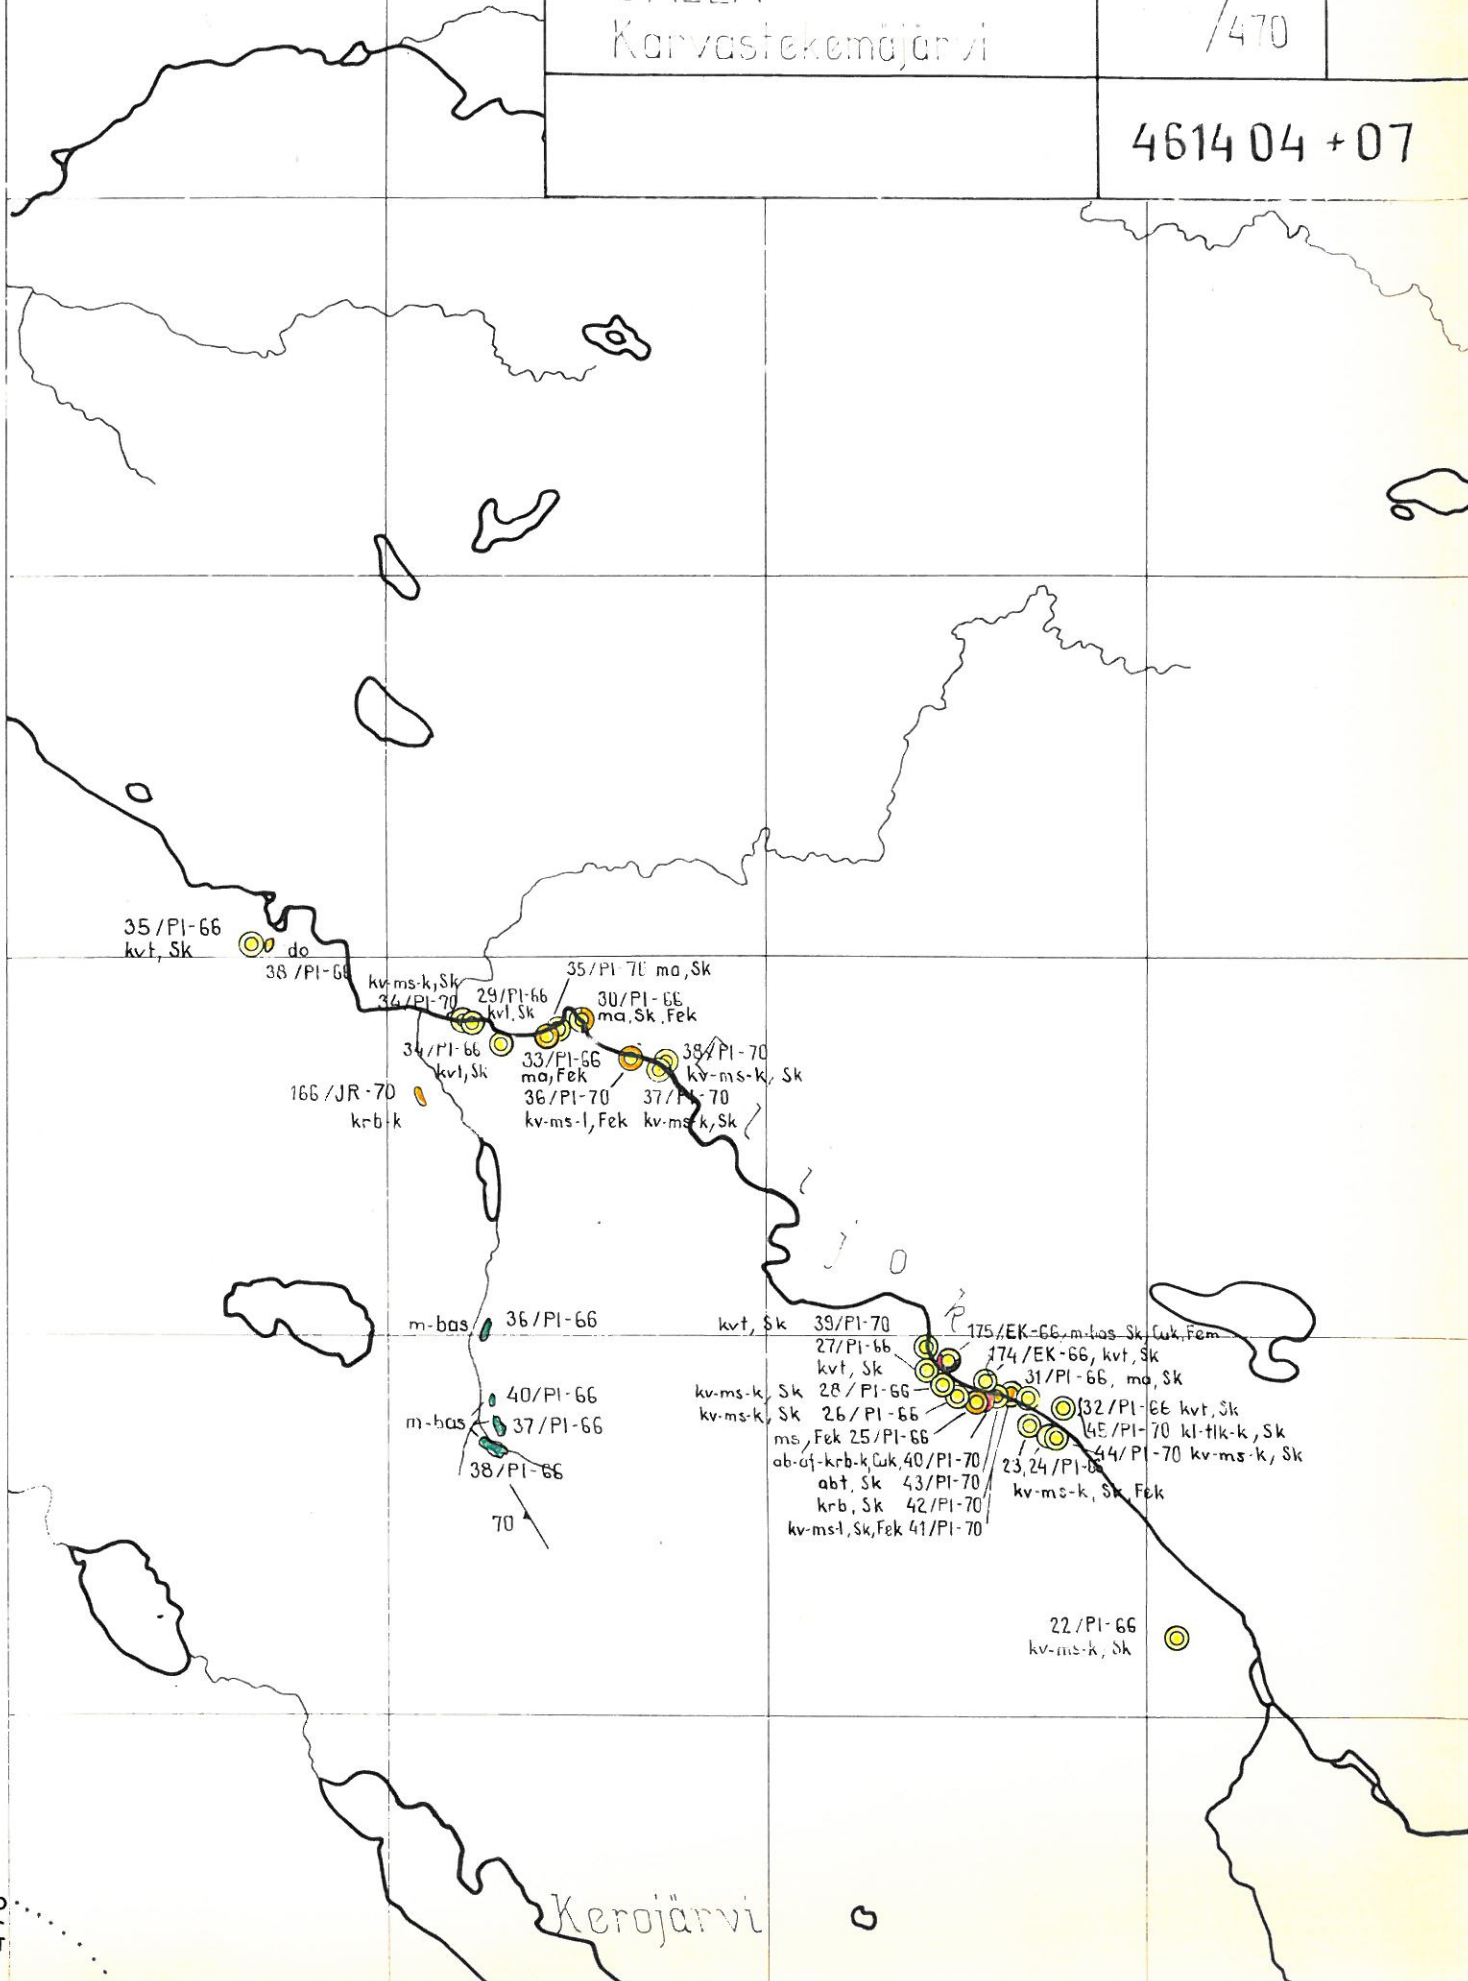 Karvastekemäjärvi
/470
4614 04 + 07
35/PI-66
kvt, Sk
do
38/PI-66
kv-ms-k, Sk
34/PI-70
29/PI-66
kvt, Sk
35/PI-70 ma, Sk
30/PI-66
ma, Sk, Fek
34/PI-66
kvt, Sk
33/PI-66
ma, Fek
38/PI-70
kv-ms-k, Sk
166/JR-70
krb-k
36/PI-70
kv-ms-l, Fek
37/PI-70
kv-ms-k, Sk
j o k
m-bas
36/PI-66
40/PI-66
m-bas
37/PI-66
38/PI-66
70
kvt, Sk 39/PI-70
27/PI-66
kvt, Sk
kv-ms-k, Sk 28/PI-66
kv-ms-k, Sk 26/PI-66
ms, Fek 25/PI-66
ab-af-krb-k, Cuk, 40/PI-70
abt, Sk 43/PI-70
krb, Sk 42/PI-70
kv-ms-l, Sk, Fek 41/PI-70
175/EK-66, m-bas Sk, Cuk, Fem
174/EK-66, kvt, Sk
31/PI-66, ma, Sk
32/PI-66 kvt, Sk
45/PI-70 kl-tlk-k, Sk
44/PI-70 kv-ms-k, Sk
23, 24/PI-66
kv-ms-k, Sk, Fek
22/PI-66
kv-ms-k, Sk
Kerojärvi